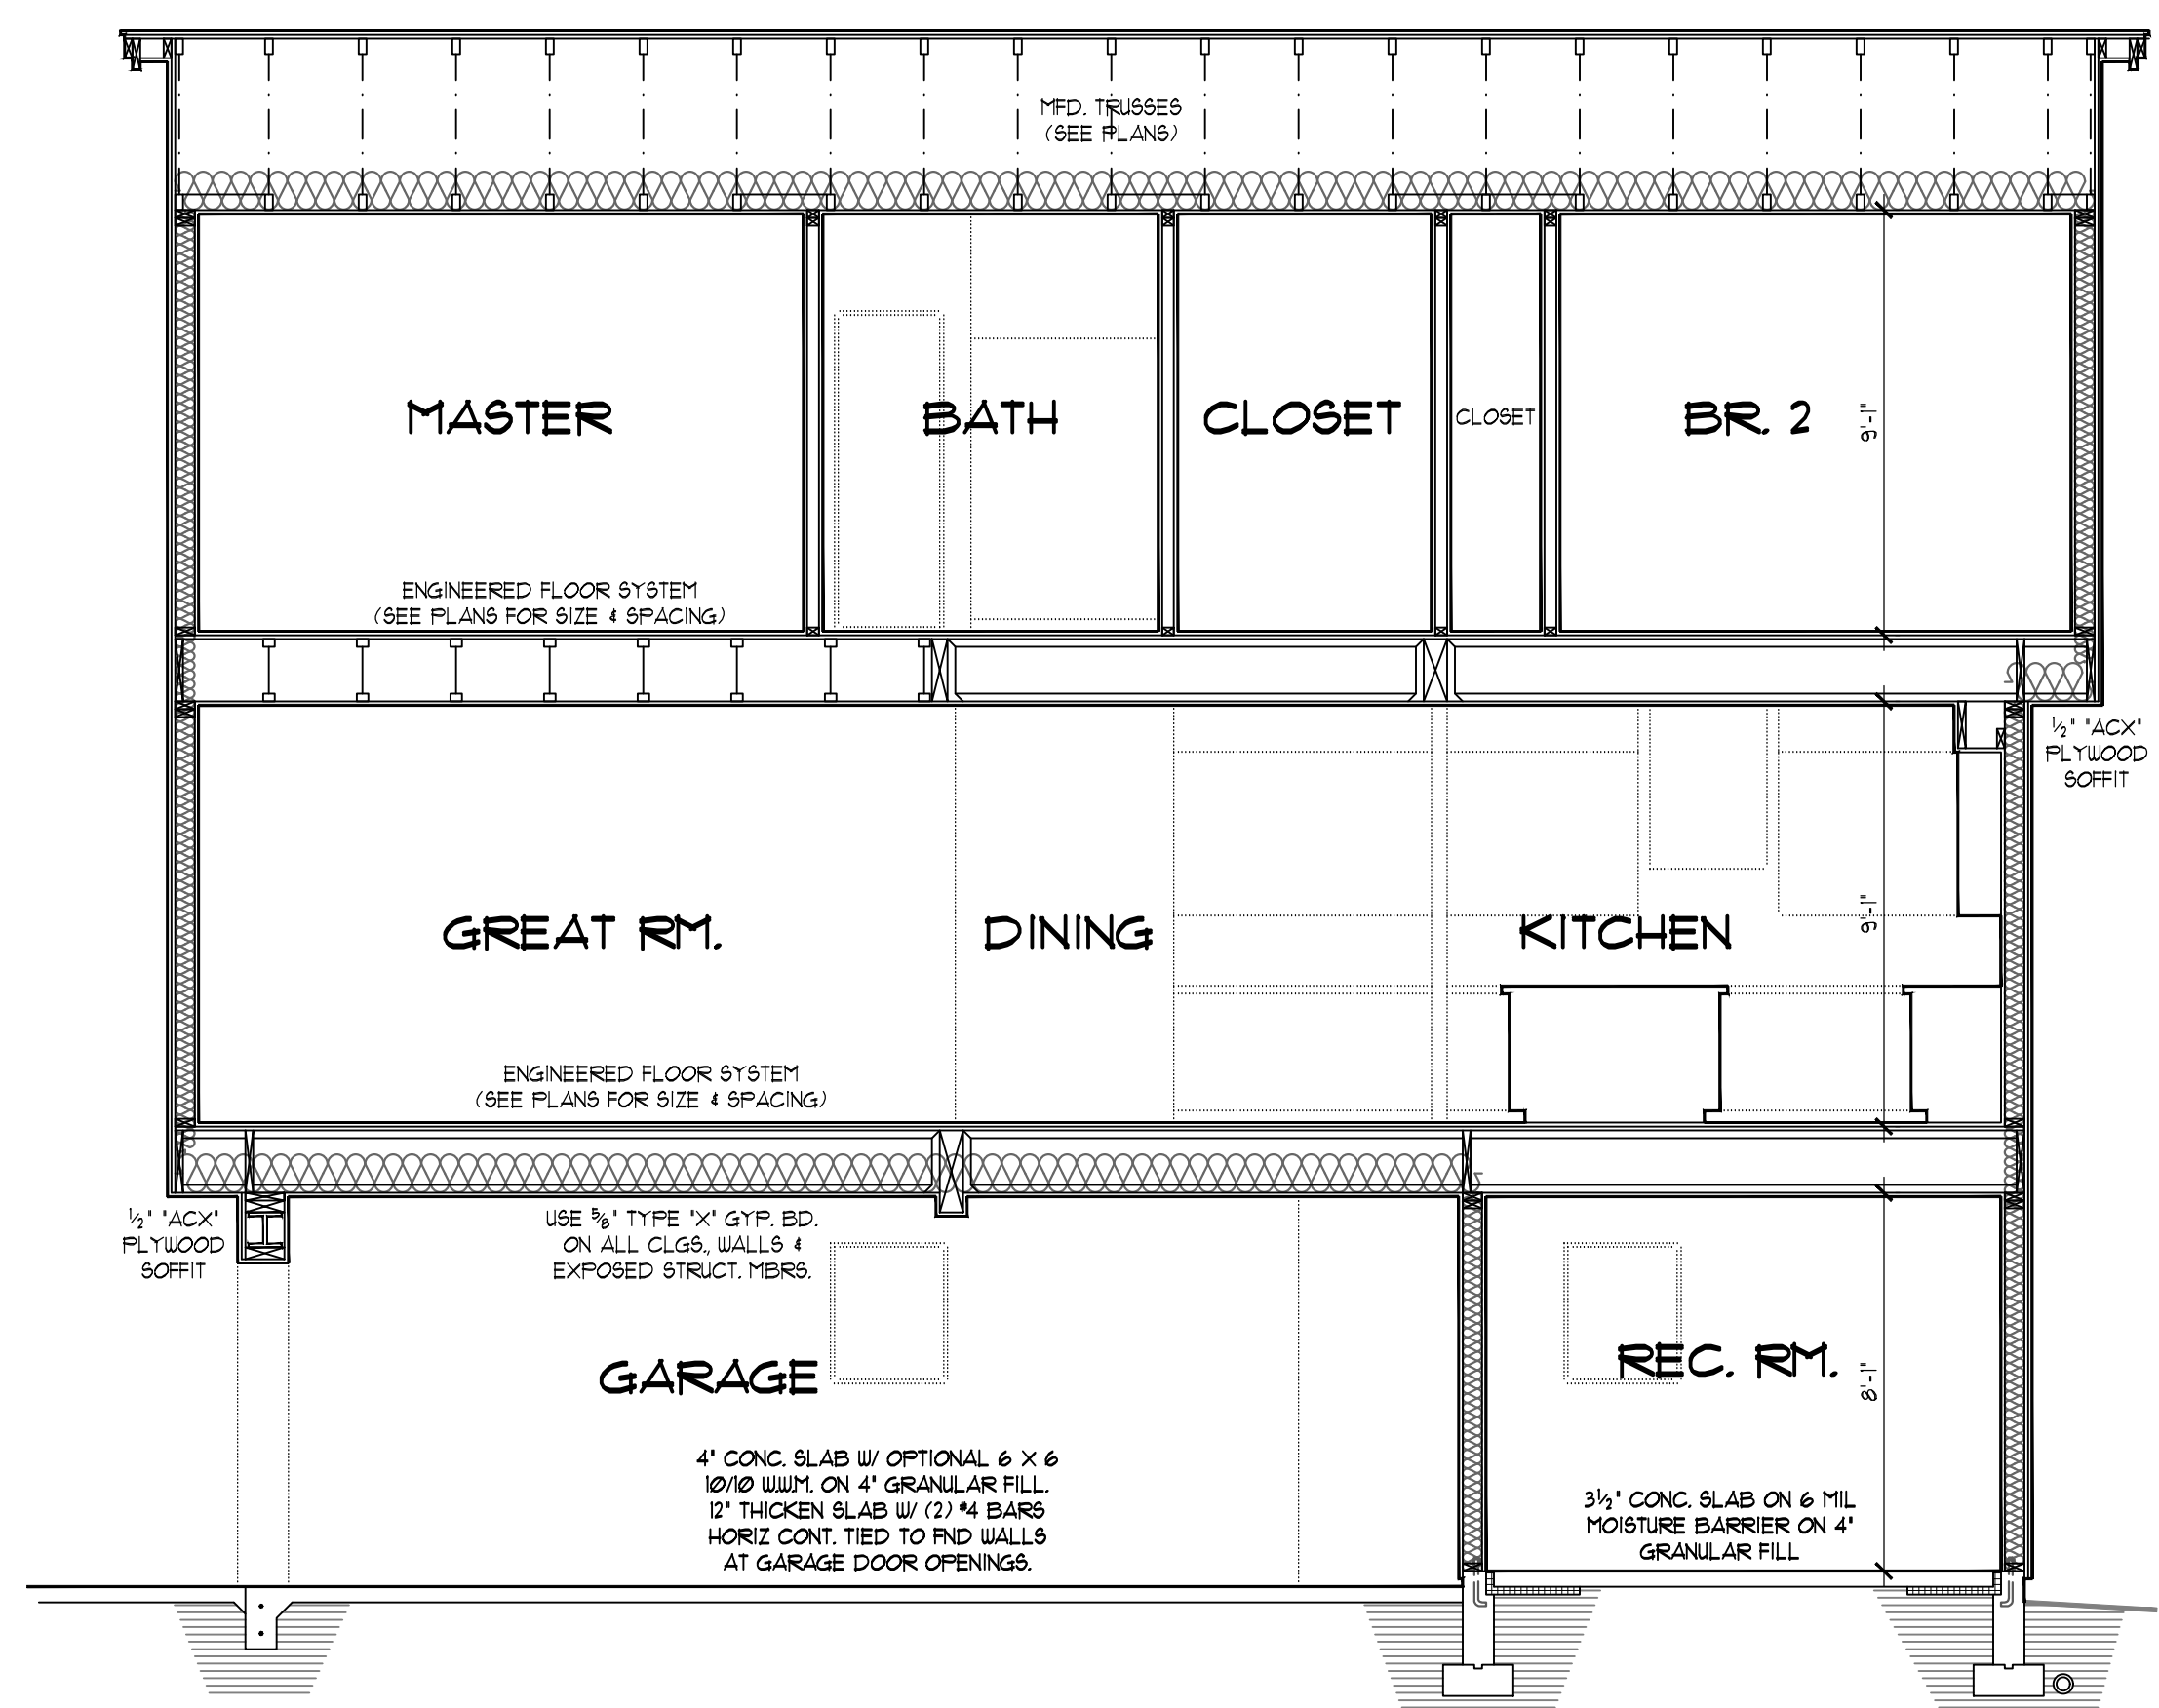 MFD. TRUSSES
(SEE PLANS)
MASTER
BATH
CLOSET
CLOSET
BR. 2
9'-1"
ENGINEERED FLOOR SYSTEM
(SEE PLANS FOR SIZE & SPACING)
½" "ACX"
PLYWOOD
SOFFIT
GREAT RM.
DINING
KITCHEN
9'-1"
ENGINEERED FLOOR SYSTEM
(SEE PLANS FOR SIZE & SPACING)
½" "ACX"
PLYWOOD
SOFFIT
USE ⅝" TYPE "X" GYP. BD.
ON ALL CLGS., WALLS &
EXPOSED STRUCT. MBRS.
GARAGE
REC. RM.
8'-1"
4" CONC. SLAB W/ OPTIONAL 6 X 6
10/10 W.W.M. ON 4" GRANULAR FILL.
12" THICKEN SLAB W/ (2) #4 BARS
HORIZ CONT. TIED TO FND WALLS
AT GARAGE DOOR OPENINGS.
3½" CONC. SLAB ON 6 MIL
MOISTURE BARRIER ON 4"
GRANULAR FILL